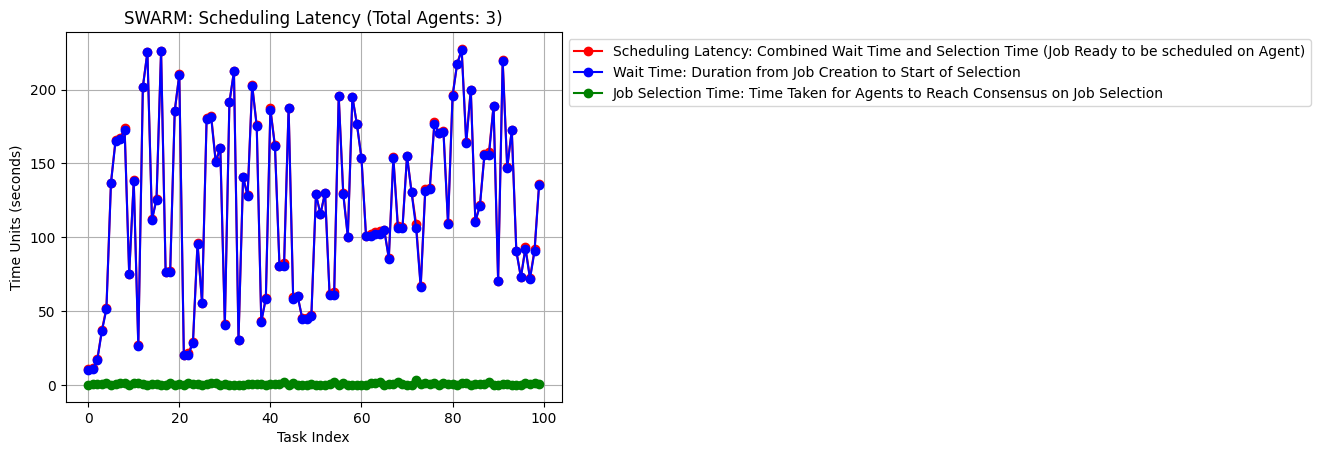 SWARM: Scheduling Latency (Total Agents: 3)
Scheduling Latency: Combined Wait Time and Selection Time (Job Ready to be scheduled on Agent)
Wait Time: Duration from Job Creation to Start of Selection
Job Selection Time: Time Taken for Agents to Reach Consensus on Job Selection
Time Units (seconds)
200
150
100
50
0
0 20 40 60 80 100
Task Index